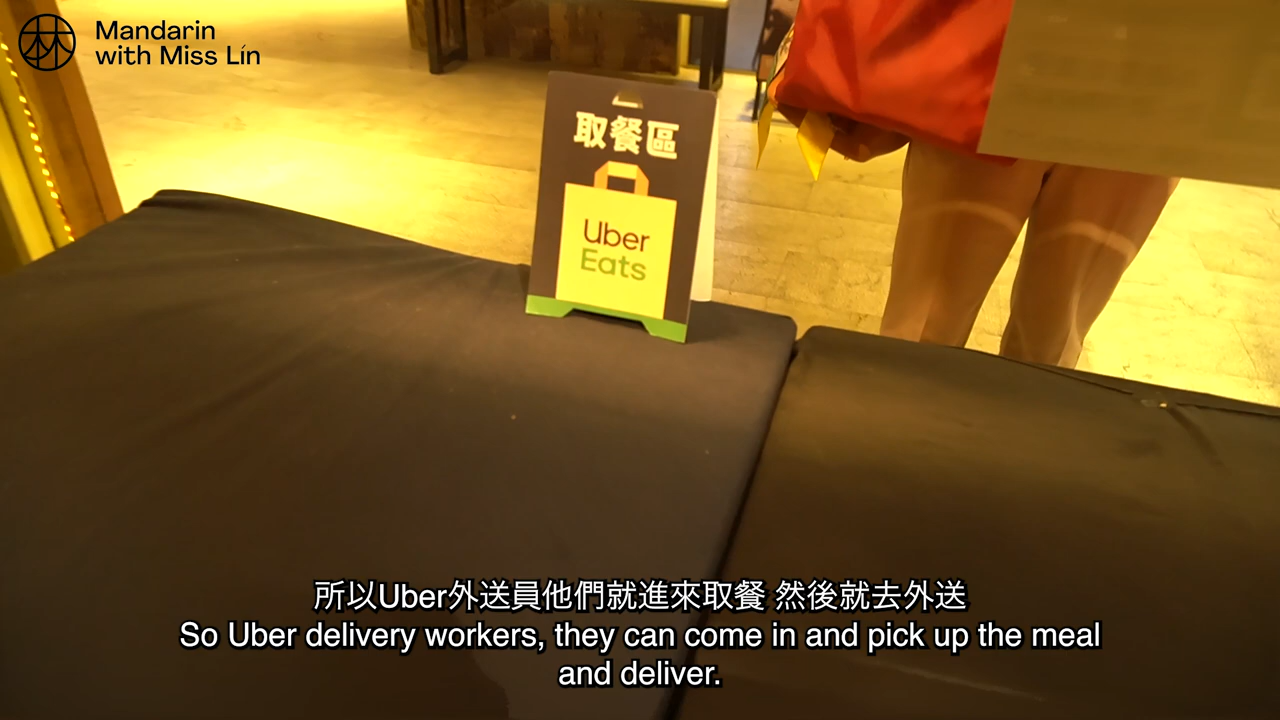 Mandarin
with Miss Lín
取餐區
Uber
Eats
所以Uber外送員他們就進來取餐 然後就去外送
So Uber delivery workers, they can come in and pick up the meal
and deliver.